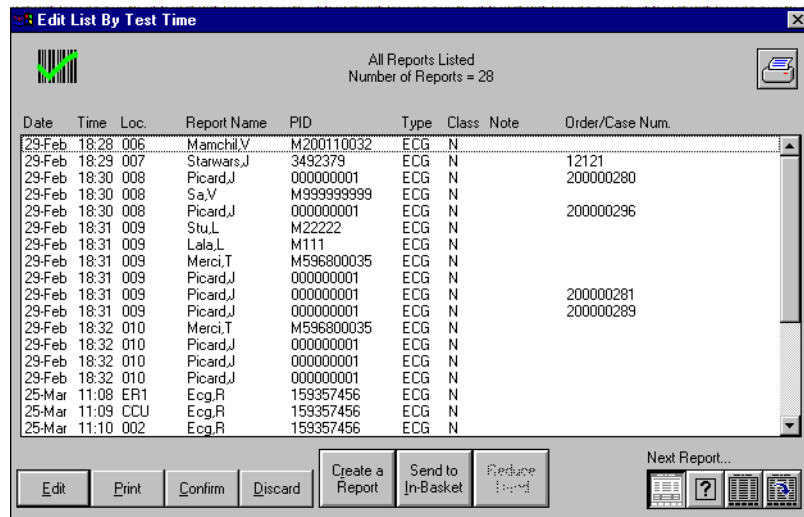 Edit List By Test Time
All Reports Listed
Number of Reports = 28
Date Time Loc. Report Name PID Type Class Note Order/Case Num.
29-Feb 18:28 006 Mamchil,V M200110032 ECG N
29-Feb 18:29 007 Starwars,J 3492379 ECG N 12121
29-Feb 18:30 008 Picard,J 000000001 ECG N 200000280
29-Feb 18:30 008 Sa,V M999999999 ECG N
29-Feb 18:30 008 Picard,J 000000001 ECG N 200000296
29-Feb 18:31 009 Stu,L M22222 ECG N
29-Feb 18:31 009 Lala,L M111 ECG N
29-Feb 18:31 009 Merci,T M596800035 ECG N
29-Feb 18:31 009 Picard,J 000000001 ECG N
29-Feb 18:31 009 Picard,J 000000001 ECG N 200000281
29-Feb 18:31 009 Picard,J 000000001 ECG N 200000289
29-Feb 18:32 010 Merci,T M596800035 ECG N
29-Feb 18:32 010 Picard,J 000000001 ECG N
29-Feb 18:32 010 Picard,J 000000001 ECG N
29-Feb 18:32 010 Picard,J 000000001 ECG N
25-Mar 11:08 ER1 Ecg,R 159357456 ECG N
25-Mar 11:09 CCU Ecg,R 159357456 ECG N
25-Mar 11:10 002 Ecg,R 159357456 ECG N
Next Report...
Edit Print Confirm Discard Create a Report Send to In-Basket Reduce ?